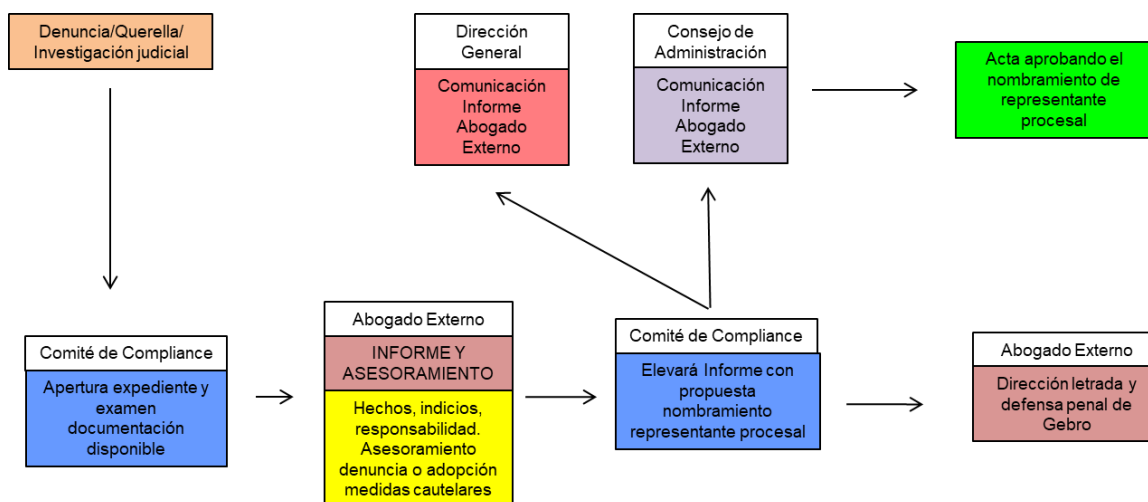 Denuncia/Querella/
Investigación judicial
Dirección
General
Comunicación
Informe
Abogado
Externo
Consejo de
Administración
Comunicación
Informe
Abogado
Externo
Acta aprobando el
nombramiento de
representante
procesal
Comité de Compliance
Apertura expediente y
examen
documentación
disponible
Abogado Externo
INFORME Y
ASESORAMIENTO
Hechos, indicios,
responsabilidad.
Asesoramiento
denuncia o adopción
medidas cautelares
Comité de Compliance
Elevará Informe con
propuesta
nombramiento
representante procesal
Abogado Externo
Dirección letrada y
defensa penal de
Gebro